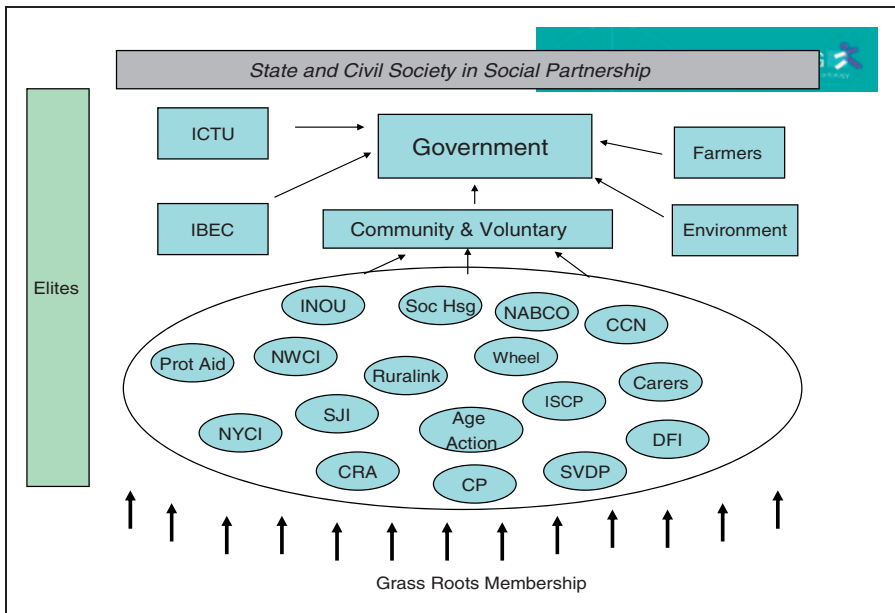 State and Civil Society in Social Partnership
G
ICTU
Government
Farmers
IBEC
Community & Voluntary
Environment
Elites
INOU
Soc Hsg
NABCO
CCN
Prot Aid
NWCI
Ruralink
Wheel
Carers
ISCP
SJI
NYCI
Age
Action
DFI
CRA
CP
SVDP
Grass Roots Membership